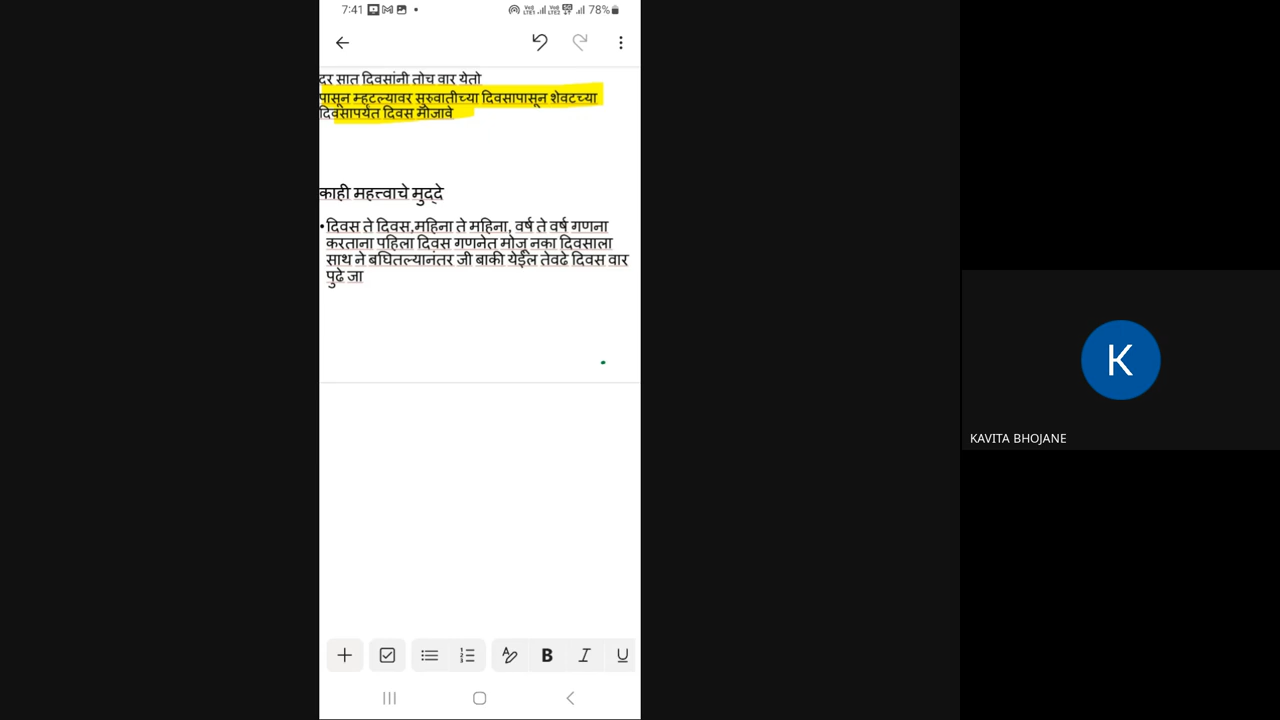 7:41
78%
दर सात दिवसांनी तोच वार येतो
पासून म्हटल्यावर सुरुवातीच्या दिवसापासून शेवटच्या
दिवसापर्यंत दिवस मोजावे
काही महत्त्वाचे मुद्दे
•दिवस ते दिवस,महिना ते महिना, वर्ष ते वर्ष गणना
करताना पहिला दिवस गणनेत मोजू नका दिवसाला
साथ ने बघितल्यानंतर जी बाकी येईल तेवढे दिवस वार
पुढे जा
B I U
K
KAVITA BHOJANE